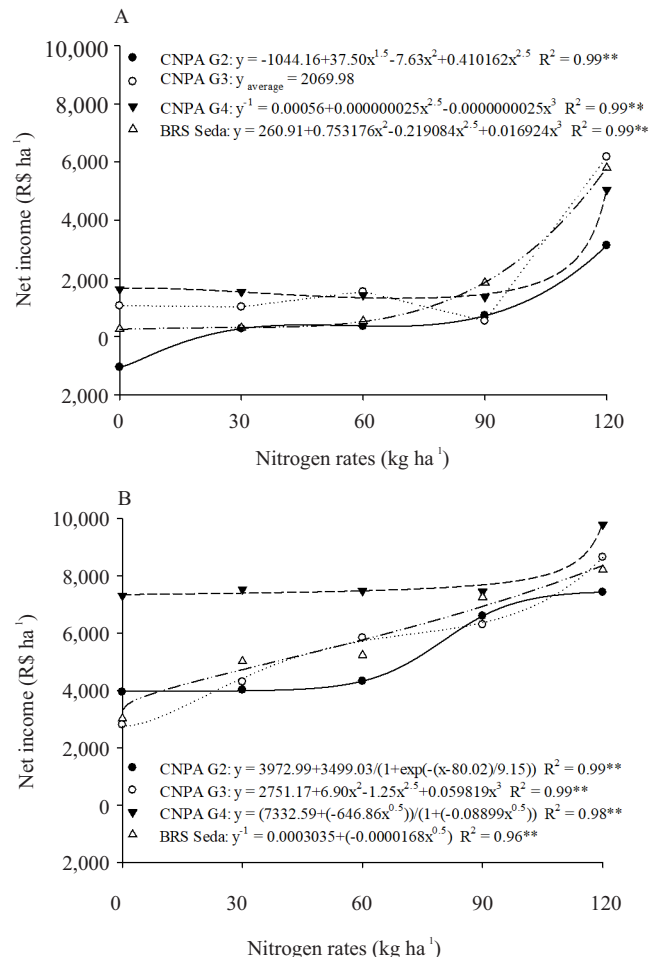 A
10,000
8,000
6,000
4,000
2,000
0
2,000
Net income (R$ ha⁻¹)
CNPA G2: y = -1044.16+37.50x^1.5-7.63x^2+0.410162x^2.5 R^2 = 0.99**
CNPA G3: y average = 2069.98
CNPA G4: y^-1 = 0.00056+0.000000025x^2.5-0.0000000025x^3 R^2 = 0.99**
BRS Seda: y = 260.91+0.753176x^2-0.219084x^2.5+0.016924x^3 R^2 = 0.99**
0 30 60 90 120
Nitrogen rates (kg ha^1)
B
10,000
8,000
6,000
4,000
2,000
0
2,000
Net income (R$ ha^1)
CNPA G2: y = 3972.99+3499.03/(1+exp(-(x-80.02)/9.15)) R^2 = 0.99**
CNPA G3: y = 2751.17+6.90x^2-1.25x^2.5+0.059819x^3 R^2 = 0.99**
CNPA G4: y = (7332.59+(-646.86x^0.5))/(1+(-0.08899x^0.5)) R^2 = 0.98**
BRS Seda: y^-1 = 0.0003035+(-0.0000168x^0.5) R^2 = 0.96**
0 30 60 90 120
Nitrogen rates (kg ha^1)